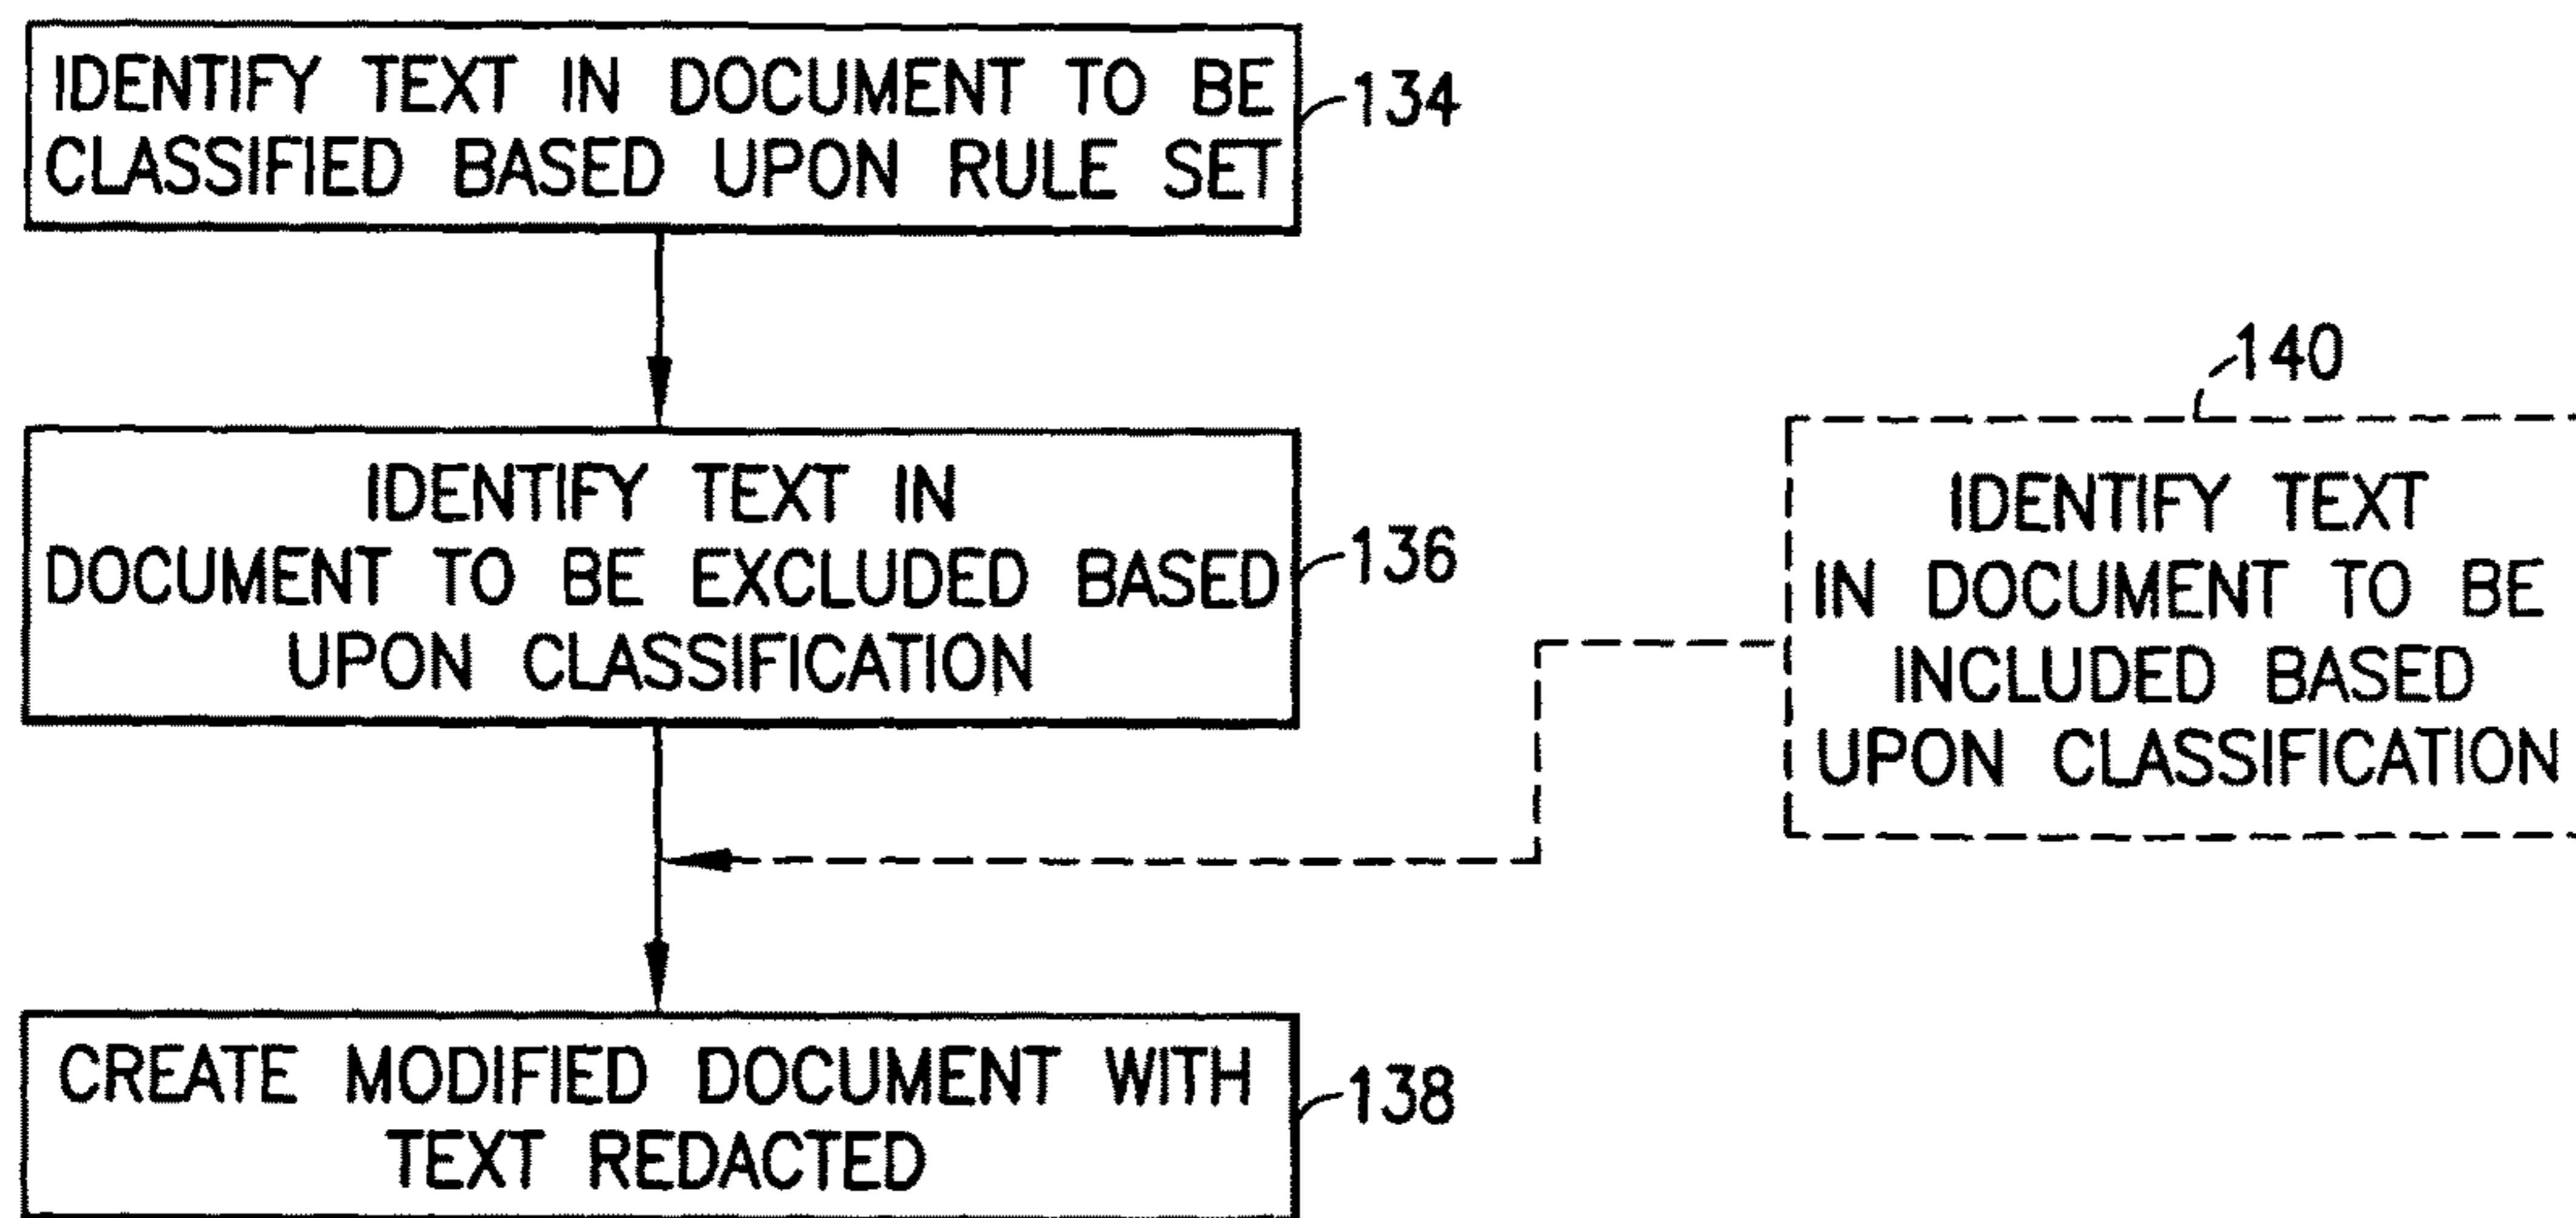 IDENTIFY TEXT IN DOCUMENT TO BE
CLASSIFIED BASED UPON RULE SET
134
IDENTIFY TEXT IN
DOCUMENT TO BE EXCLUDED BASED
UPON CLASSIFICATION
136
140
IDENTIFY TEXT
IN DOCUMENT TO BE
INCLUDED BASED
UPON CLASSIFICATION
CREATE MODIFIED DOCUMENT WITH
TEXT REDACTED
138